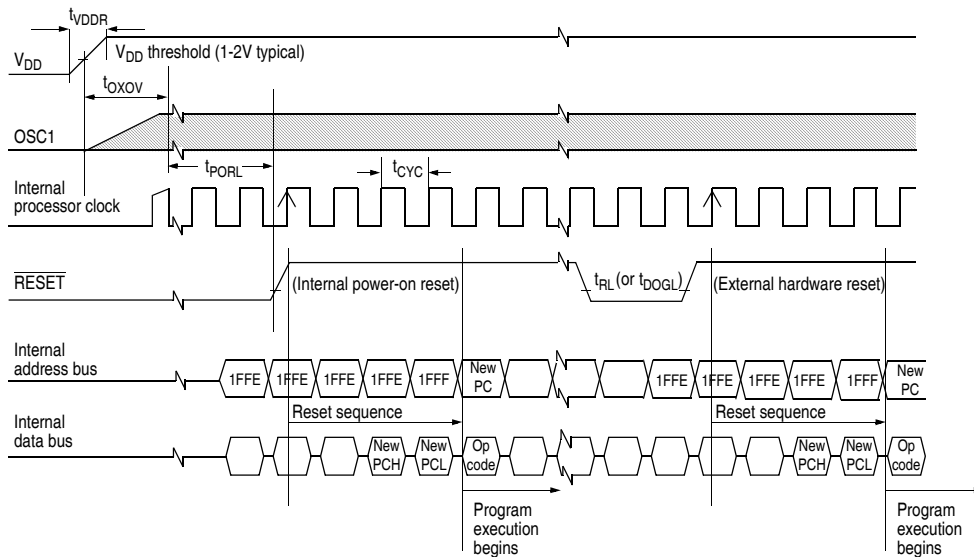 tVDDR
VDD
VDD threshold (1-2V typical)
tOXOV
OSC1
tPORL
tCYC
Internal
processor clock
RESET
(Internal power-on reset)
tRL (or tDOGL)
(External hardware reset)
Internal
address bus
1FFE 1FFE 1FFE 1FFE 1FFF New PC 1FFE 1FFE 1FFE 1FFE 1FFF New PC
Reset sequence
Reset sequence
Internal
data bus
New PCH New PCL Op code New PCH New PCL Op code
Program
execution
begins
Program
execution
begins